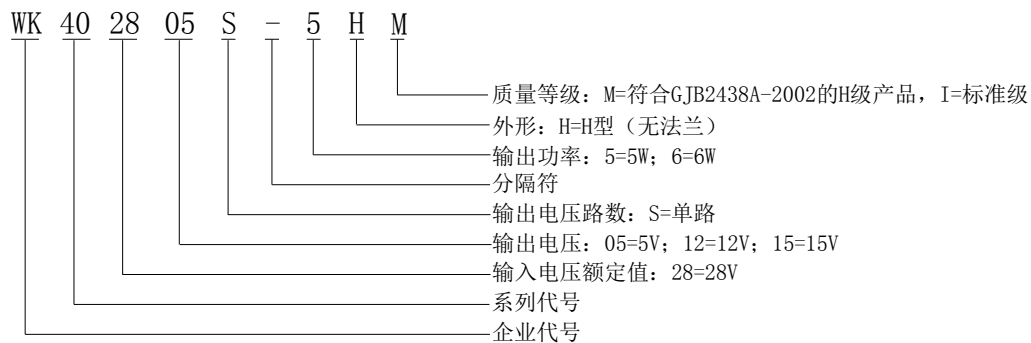 WK 40 28 05 S - 5 H M
质量等级：M=符合GJB2438A-2002的H级产品，I=标准级
外形：H=H型（无法兰）
输出功率：5=5W；6=6W
分隔符
输出电压路数：S=单路
输出电压：05=5V；12=12V；15=15V
输入电压额定值：28=28V
系列代号
企业代号